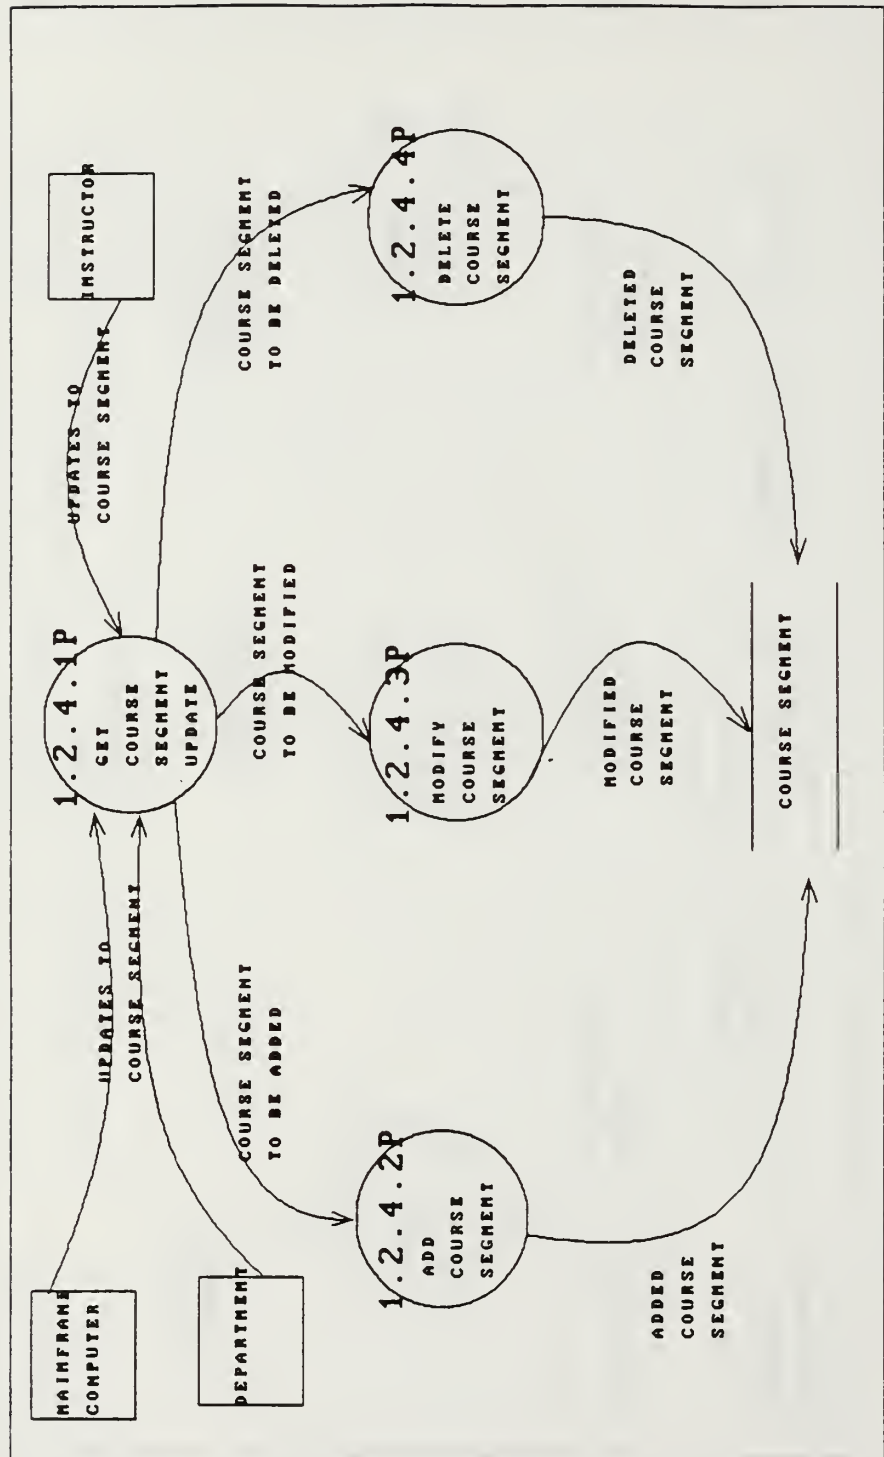 MAINFRAME
COMPUTER
DEPARTMENT
UPDATES TO
COURSE SEGMENT
1.2.4.1P
GET
COURSE
SEGMENT
UPDATE
UPDATES TO
COURSE SEGMENT
INSTRUCTOR
COURSE SEGMENT
TO BE ADDED
COURSE SEGMENT
TO BE MODIFIED
COURSE SEGMENT
TO BE DELETED
1.2.4.2P
ADD
COURSE
SEGMENT
1.2.4.3P
MODIFY
COURSE
SEGMENT
1.2.4.4P
DELETE
COURSE
SEGMENT
ADDED
COURSE
SEGMENT
MODIFIED
COURSE
SEGMENT
DELETED
COURSE
SEGMENT
COURSE SEGMENT